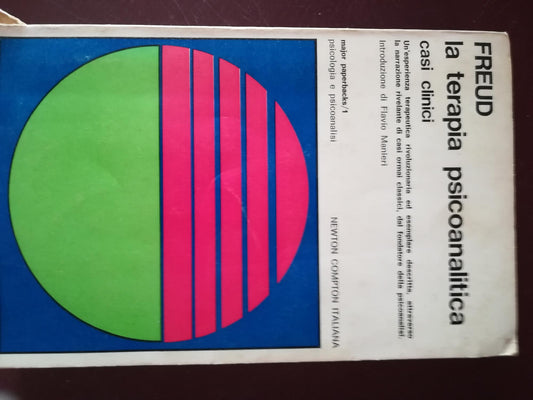 FREUD
la terapia psicoanalitica
casi clinici
Un'esperienza terapeutica rivoluzionaria ed esemplare descritta, attraverso
la narrazione rivelante di casi ormai classici, dal fondatore della psicoanalisi.
Introduzione di Flavio Manieri
major paperbacks/1
psicologia e psicoanalisi
NEWTON COMPTON ITALIANA